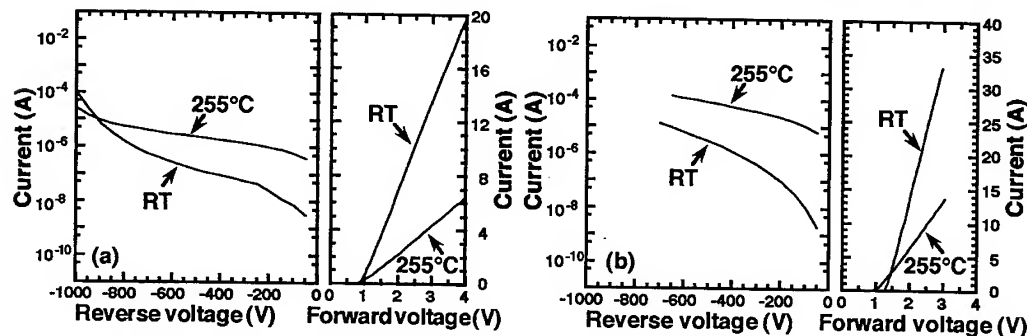 Current (A)
10-2
10-4
10-6
10-8
10-10
255°C
RT
(a)
-1000 -800 -600 -400 -200 0
Reverse voltage (V)
RT
255°C
1 2 3 4
Forward voltage (V)
20
16
12
8
4
0
Current (A)
Current (A)
10-2
10-4
10-6
10-8
10-10
255°C
RT
(b)
-1000 -800 -600 -400 -200 0
Reverse voltage (V)
RT
255°C
0 1 2 3 4
Forward voltage (V)
40
35
30
25
20
15
10
5
0
Current (A)